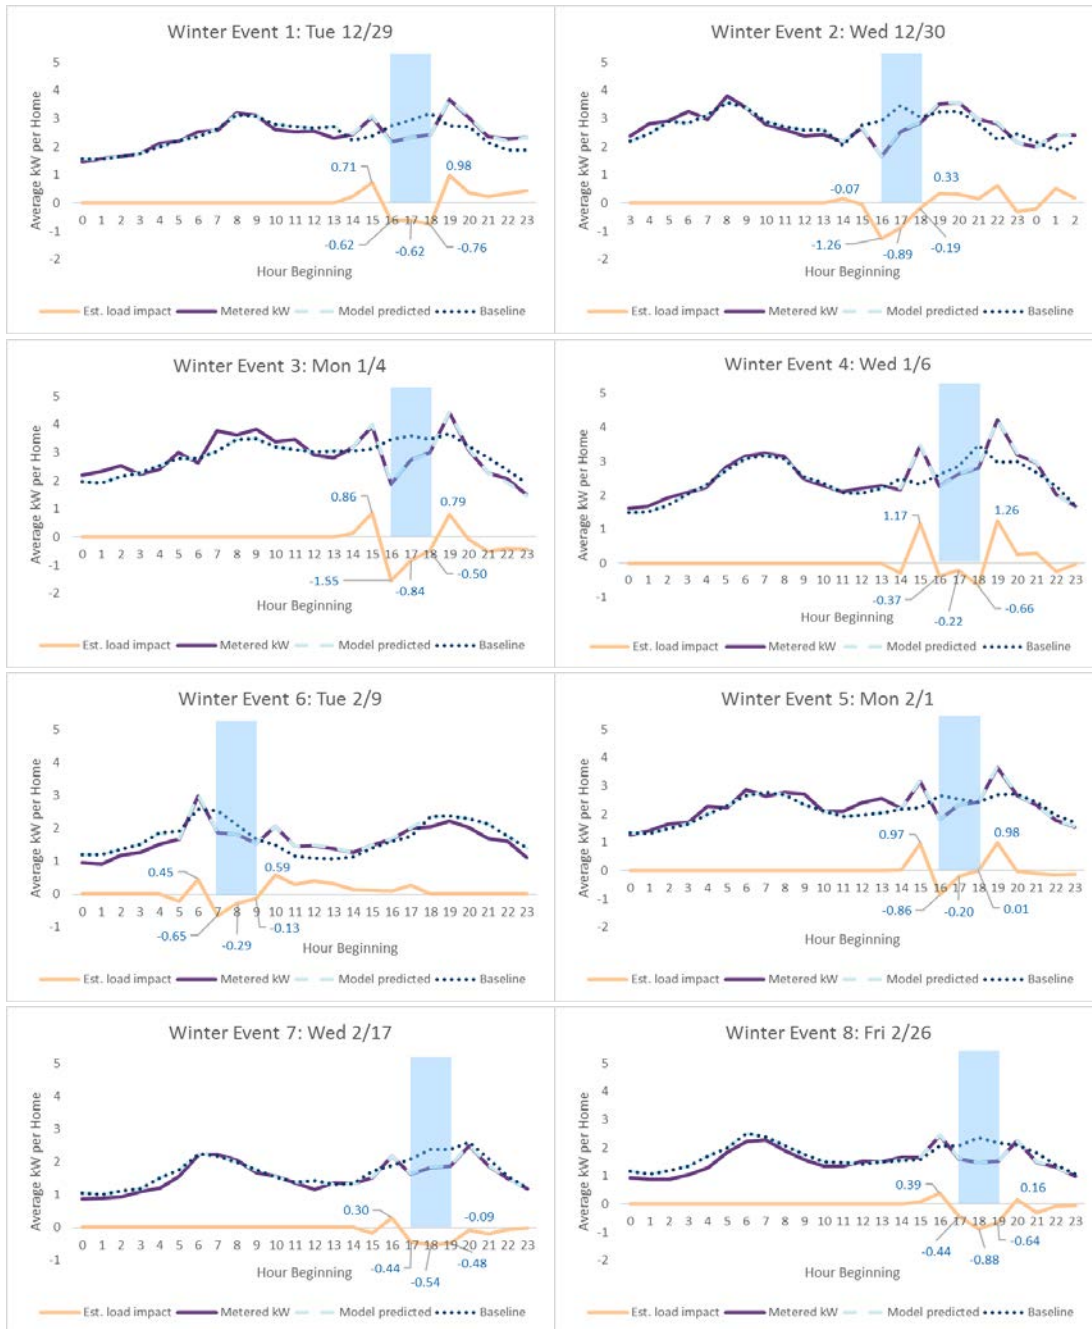 Winter Event 1: Tue 12/29
Average kW per Home
5
4
3
2
1
0
-1
-2
0.71
0.98
0 1 2 3 4 5 6 7 8 9 10 11 12 13 14 15 16 17 18 19 20 21 22 23
-0.62
-0.62
-0.76
Hour Beginning
Est. load impact Metered kW Model predicted Baseline
Winter Event 2: Wed 12/30
Average kW per Home
5
4
3
2
1
0
-1
-2
-0.07
0.33
3 4 5 6 7 8 9 10 11 12 13 14 15 16 17 18 19 20 21 22 23 0 1 2
-1.26
-0.89
-0.19
Hour Beginning
Est. load impact Metered kW Model predicted Baseline
Winter Event 3: Mon 1/4
Average kW per Home
5
4
3
2
1
0
-1
-2
0.86
0.79
0 1 2 3 4 5 6 7 8 9 10 11 12 13 14 15 16 17 18 19 20 21 22 23
-1.55
-0.84
-0.50
Hour Beginning
Est. load impact Metered kW Model predicted Baseline
Winter Event 4: Wed 1/6
Average kW per Home
5
4
3
2
1
0
-1
1.17
1.26
0 1 2 3 4 5 6 7 8 9 10 11 12 13 14 15 16 17 18 19 20 21 22 23
-0.37
-0.22
-0.66
Hour Beginning
Est. load impact Metered kW Model predicted Baseline
Winter Event 6: Tue 2/9
Average kW per Home
5
4
3
2
1
0
-1
0.45
0.59
0 1 2 3 4 5 6 7 8 9 10 11 12 13 14 15 16 17 18 19 20 21 22 23
-0.65
-0.29
-0.13
Hour Beginning
Est. load impact Metered kW Model predicted Baseline
Winter Event 5: Mon 2/1
Average kW per Home
5
4
3
2
1
0
-1
-2
0.97
0.98
0 1 2 3 4 5 6 7 8 9 10 11 12 13 14 15 16 17 18 19 20 21 22 23
-0.86
-0.20
0.01
Hour Beginning
Est. load impact Metered kW Model predicted Baseline
Winter Event 7: Wed 2/17
Average kW per Home
5
4
3
2
1
0
-1
0.30
-0.09
0 1 2 3 4 5 6 7 8 9 10 11 12 13 14 15 16 17 18 19 20 21 22 23
-0.44
-0.54
-0.48
Hour Beginning
Est. load impact Metered kW Model predicted Baseline
Winter Event 8: Fri 2/26
Average kW per Home
5
4
3
2
1
0
-1
-2
0.39
0.16
0 1 2 3 4 5 6 7 8 9 10 11 12 13 14 15 16 17 18 19 20 21 22 23
-0.44
-0.88
-0.64
Hour Beginning
Est. load impact Metered kW Model predicted Baseline